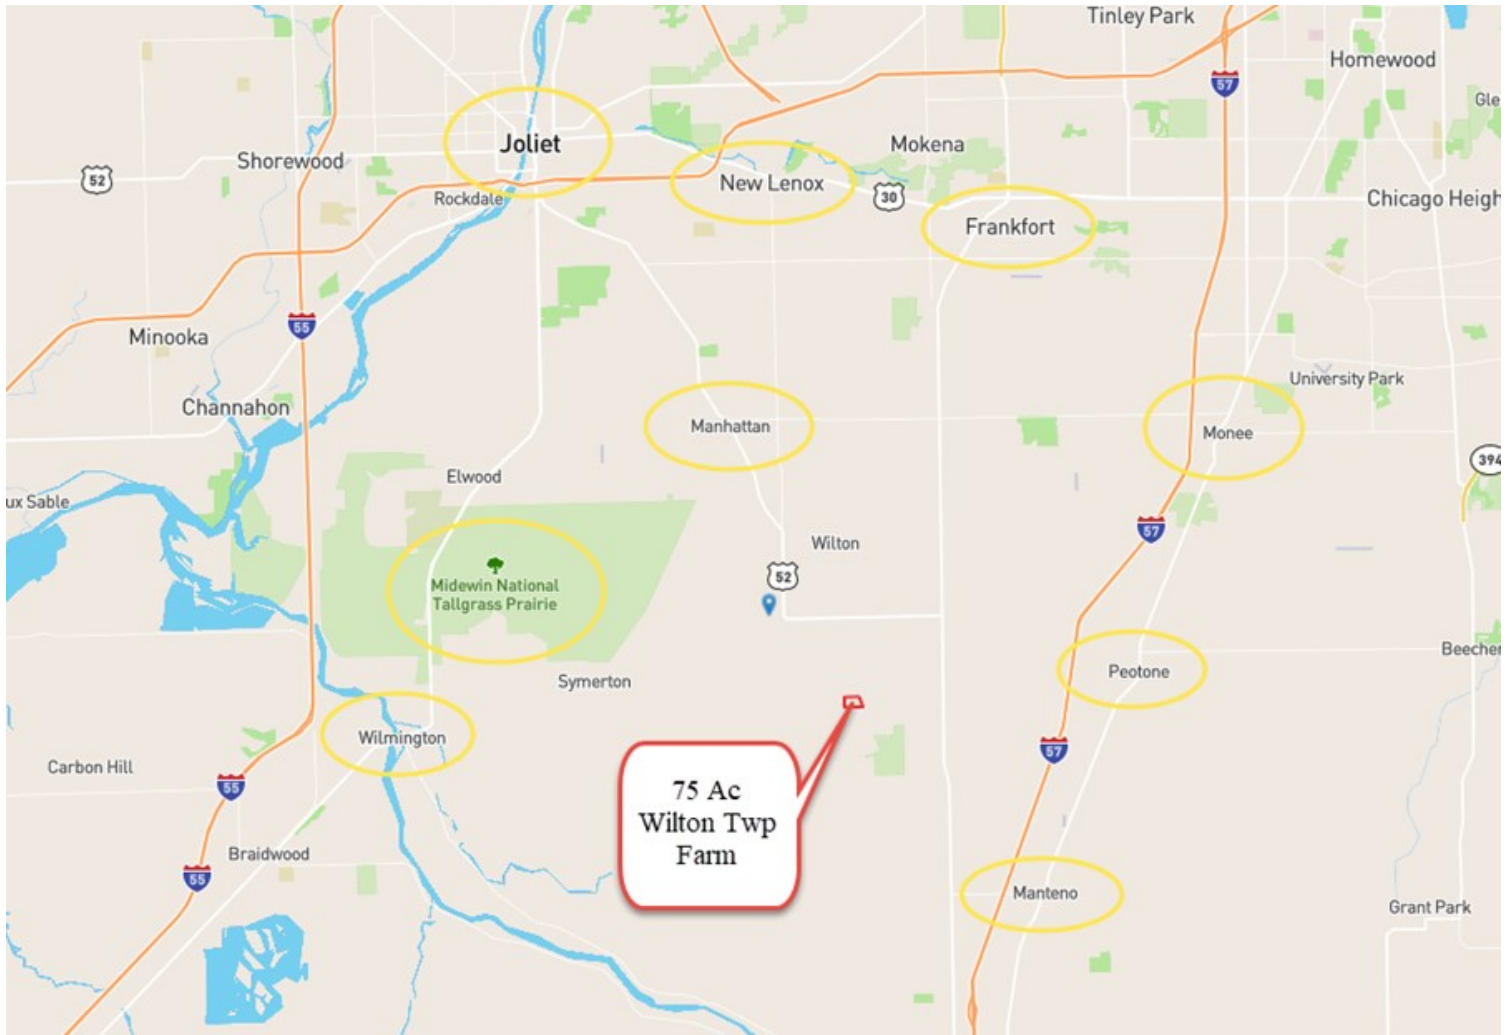 Tinley Park
Homewood
57
Gle
Joliet
Mokena
Shorewood
52
New Lenox
30
Rockdale
Chicago Heigh
Frankfort
55
Minooka
University Park
Channahon
Manhattan
Monee
394
Elwood
ux Sable
57
Wilton
52
Midewin National
Tallgrass Prairie
Beecher
Peotone
Symerton
Wilmington
57
Carbon Hill
55
75 Ac
Wilton Twp
Farm
Braidwood
55
Manteno
Grant Park